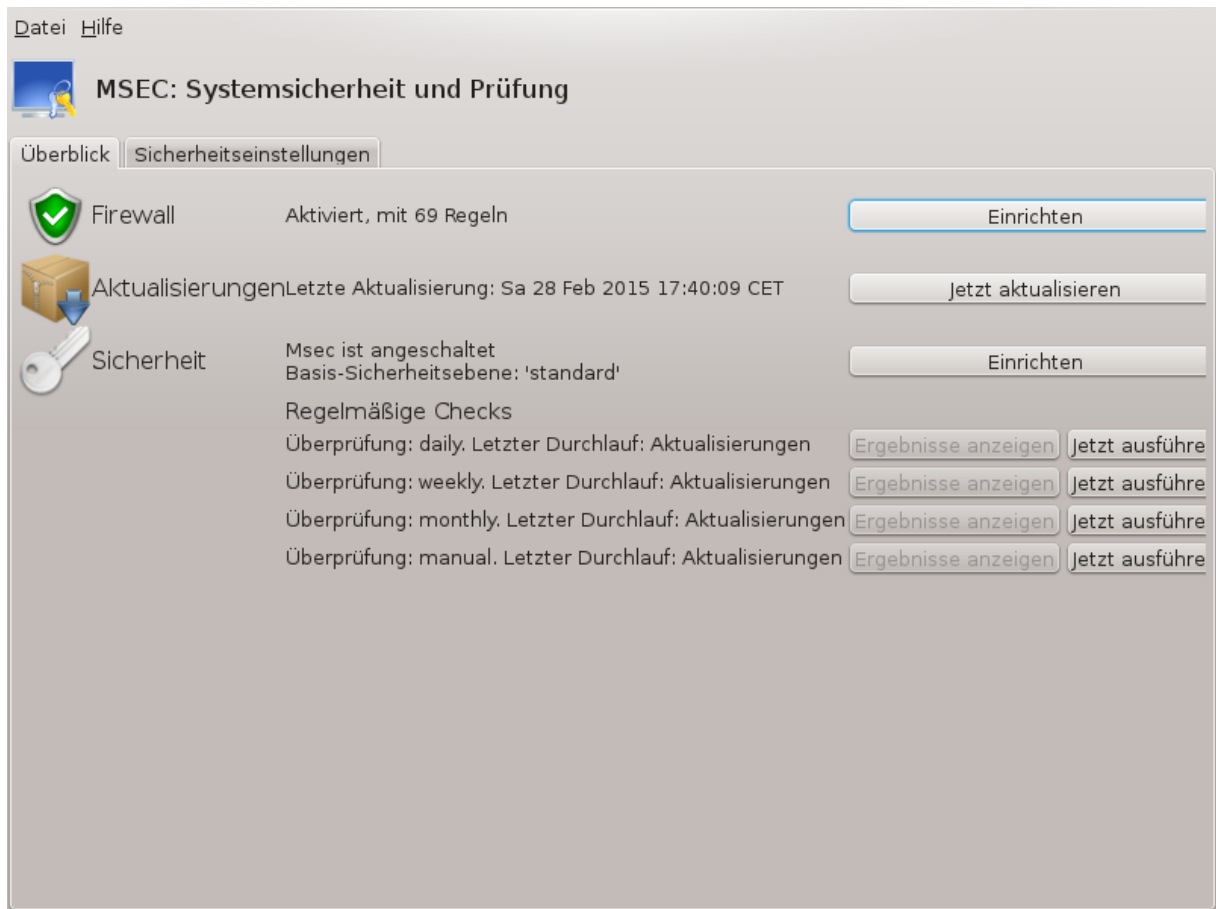 Datei Hilfe
MSEC: Systemsicherheit und Prüfung
Überblick Sicherheitseinstellungen
Firewall Aktiviert, mit 69 Regeln Einrichten
Aktualisierungen Letzte Aktualisierung: Sa 28 Feb 2015 17:40:09 CET Jetzt aktualisieren
Sicherheit Msec ist angeschaltet
Basis-Sicherheitsebene: 'standard' Einrichten
Regelmäßige Checks
Überprüfung: daily. Letzter Durchlauf: Aktualisierungen Ergebnisse anzeigen Jetzt ausführe
Überprüfung: weekly. Letzter Durchlauf: Aktualisierungen Ergebnisse anzeigen Jetzt ausführe
Überprüfung: monthly. Letzter Durchlauf: Aktualisierungen Ergebnisse anzeigen Jetzt ausführe
Überprüfung: manual. Letzter Durchlauf: Aktualisierungen Ergebnisse anzeigen Jetzt ausführe